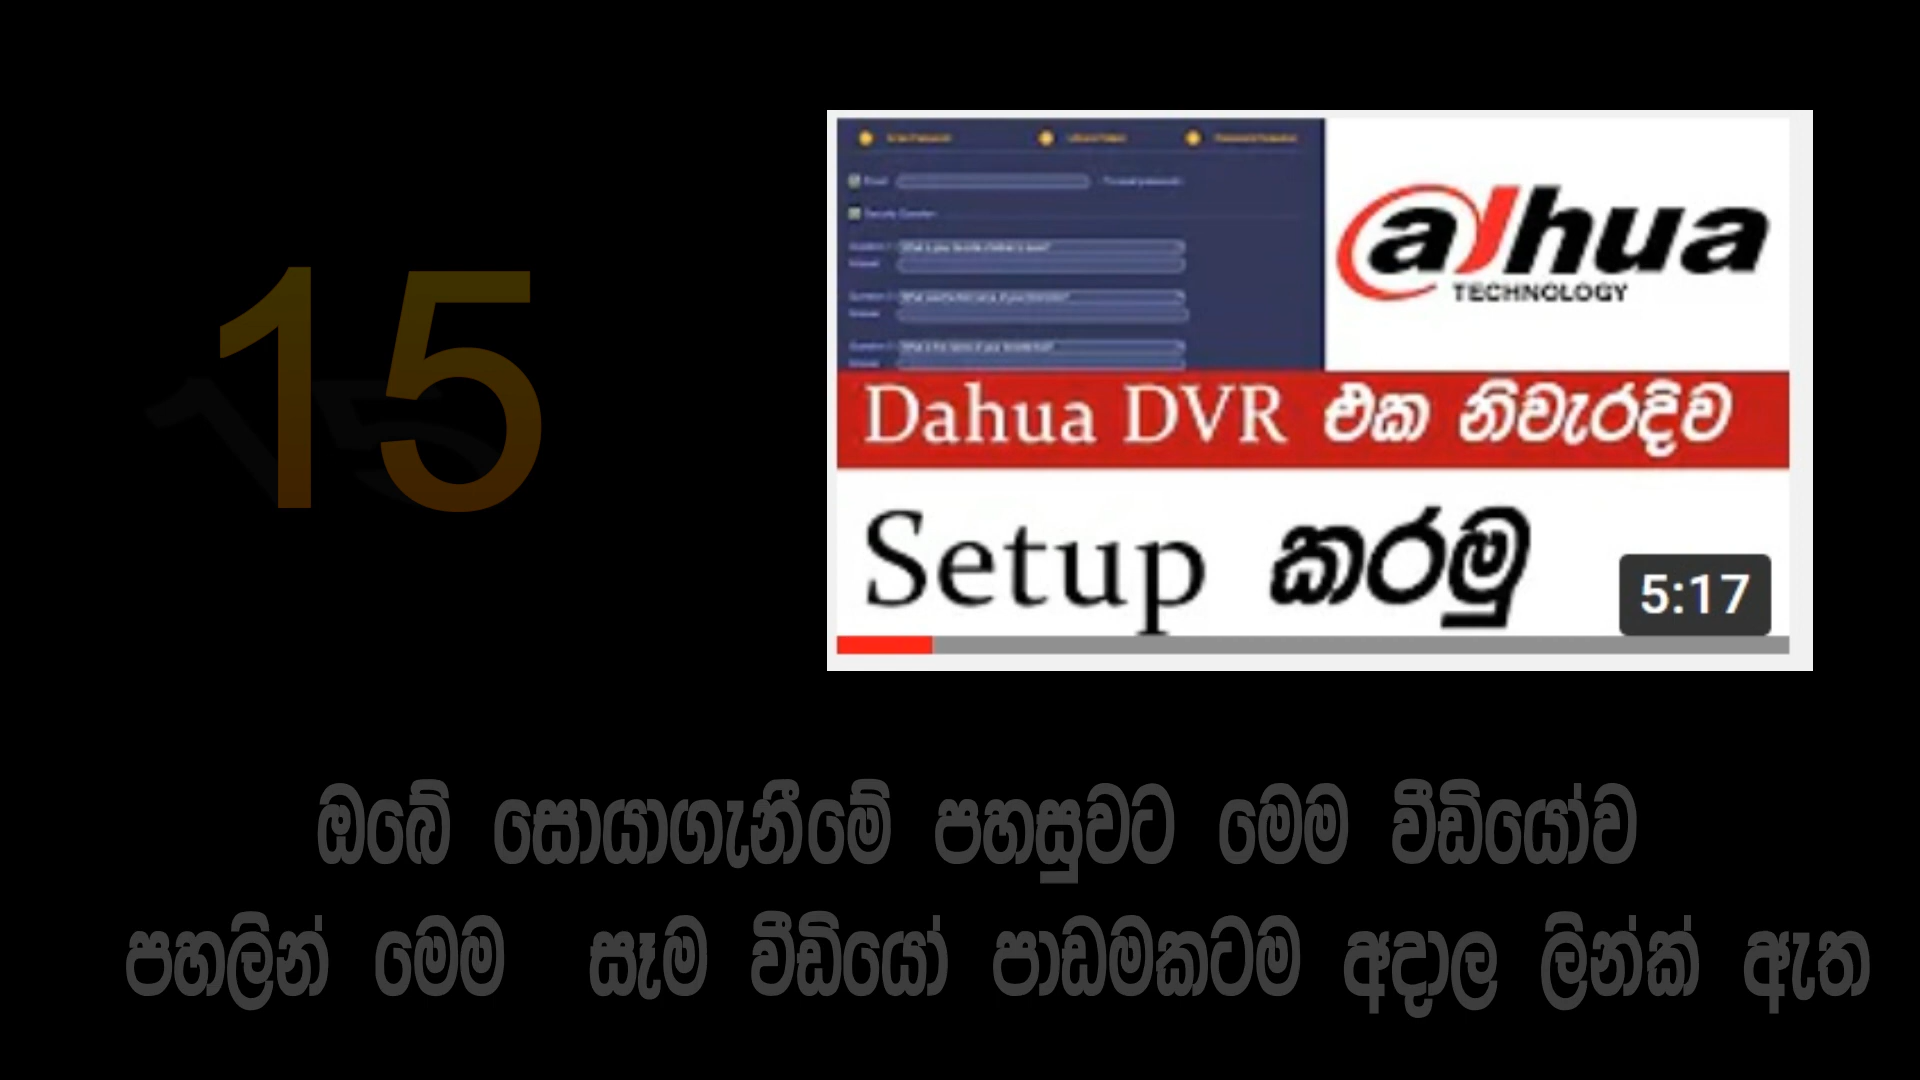 15
alhua
TECHNOLOGY
Dahua DVR එක නිවැරදිව
Setup කරමු
5:17
ඔබේ සොයාගැනීමේ පහසුවට මෙම වීඩියෝව
පහලින් මෙම සෑම වීඩියෝ පාඩමකටම අදාල ලින්ක් ඇත